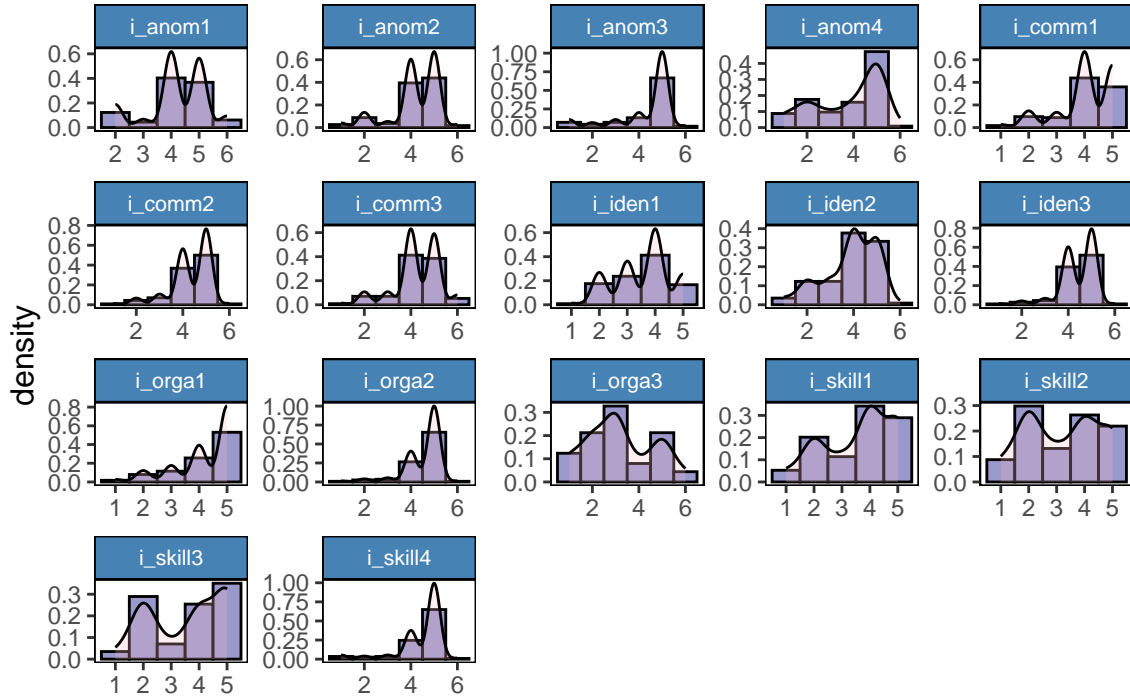 density
i_anom1 i_anom2 i_anom3 i_anom4 i_comm1
0.6 0.6 1.00 0.4 0.6
0.4 0.4 0.75 0.3 0.4
0.2 0.2 0.50 0.2 0.2
0.0 0.0 0.25 0.1 0.0
0.00 0.0
2 3 4 5 6 2 4 6 2 4 6 2 4 6 1 2 3 4 5
i_comm2 i_comm3 i_iden1 i_iden2 i_iden3
0.8 0.6 0.6 0.4 0.8
0.6 0.4 0.4 0.3 0.6
0.4 0.2 0.2 0.2 0.4
0.2 0.0 0.0 0.1 0.2
0.0 0.0 0.0
2 4 6 2 4 6 1 2 3 4 5 2 4 6 2 4 6
i_orga1 i_orga2 i_orga3 i_skill1 i_skill2
0.8 1.00 0.3 0.3 0.3
0.6 0.75 0.2 0.2 0.2
0.4 0.50 0.1 0.1 0.1
0.2 0.25 0.0 0.0 0.0
0.0 0.00
1 2 3 4 5 2 4 6 2 4 6 1 2 3 4 5 1 2 3 4 5
i_skill3 i_skill4
0.3 1.00
0.2 0.75
0.1 0.50
0.0 0.25
0.00
1 2 3 4 5 2 4 6